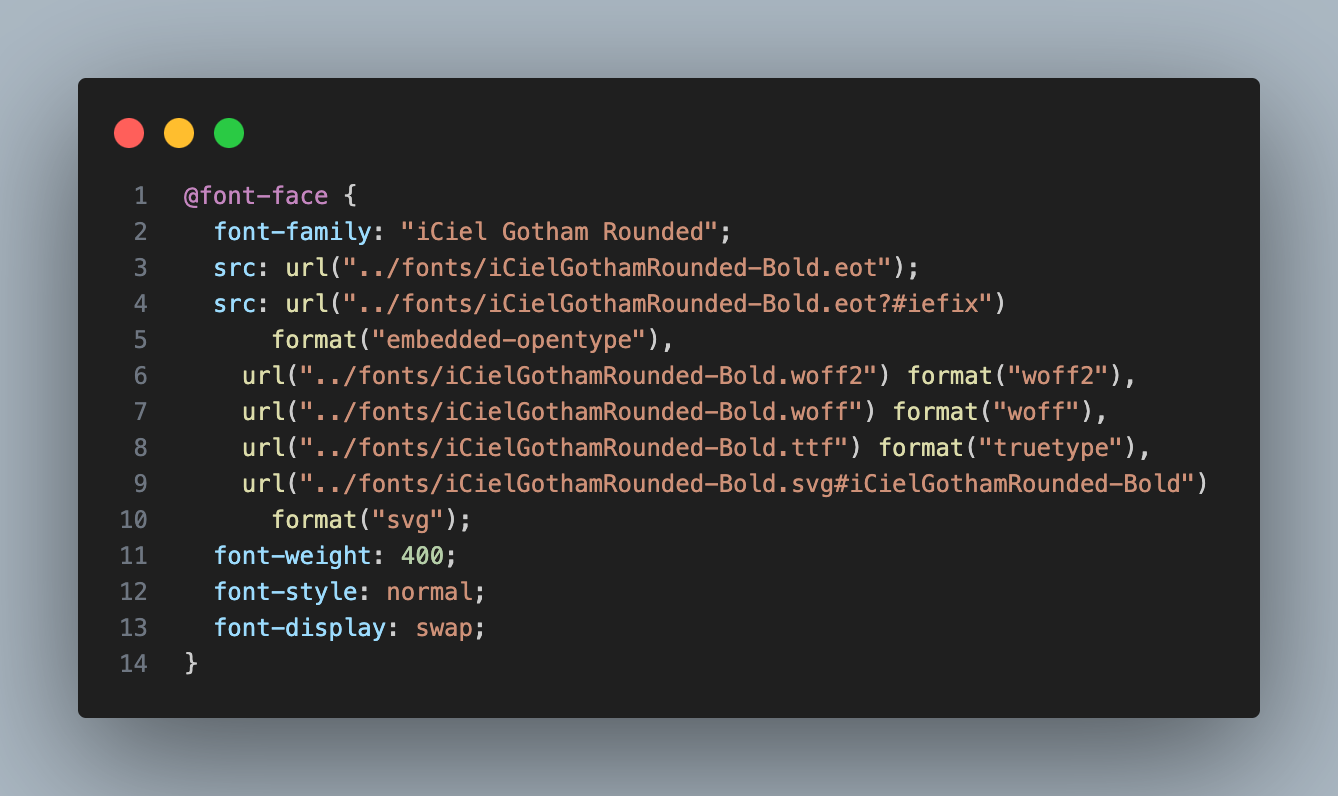 1 @font-face {
2 font-family: "iCiel Gotham Rounded";
3 src: url("../fonts/iCielGothamRounded-Bold.eot");
4 src: url("../fonts/iCielGothamRounded-Bold.eot?#iefix")
5 format("embedded-opentype"),
6 url("../fonts/iCielGothamRounded-Bold.woff2") format("woff2"),
7 url("../fonts/iCielGothamRounded-Bold.woff") format("woff"),
8 url("../fonts/iCielGothamRounded-Bold.ttf") format("truetype"),
9 url("../fonts/iCielGothamRounded-Bold.svg#iCielGothamRounded-Bold")
10 format("svg");
11 font-weight: 400;
12 font-style: normal;
13 font-display: swap;
14 }